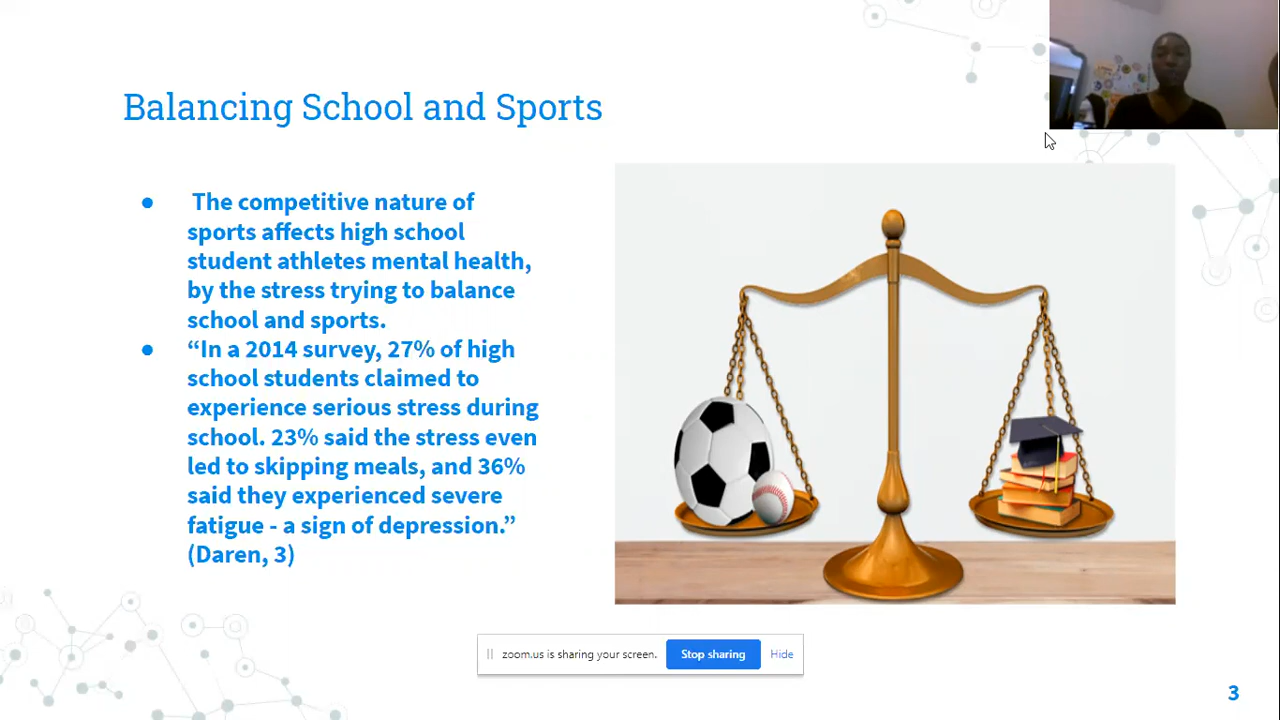 Balancing School and Sports
● The competitive nature of
sports affects high school
student athletes mental health,
by the stress trying to balance
school and sports.
● “In a 2014 survey, 27% of high
school students claimed to
experience serious stress during
school. 23% said the stress even
led to skipping meals, and 36%
said they experienced severe
fatigue - a sign of depression.”
(Daren, 3)
zoom.us is sharing your screen. Stop sharing Hide
3